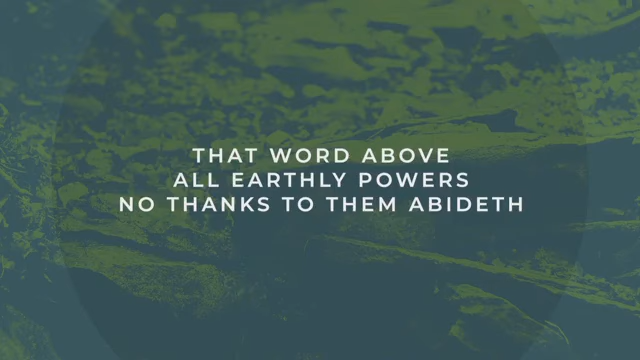 THAT WORD ABOVE
ALL EARTHLY POWERS
NO THANKS TO THEM ABIDETH